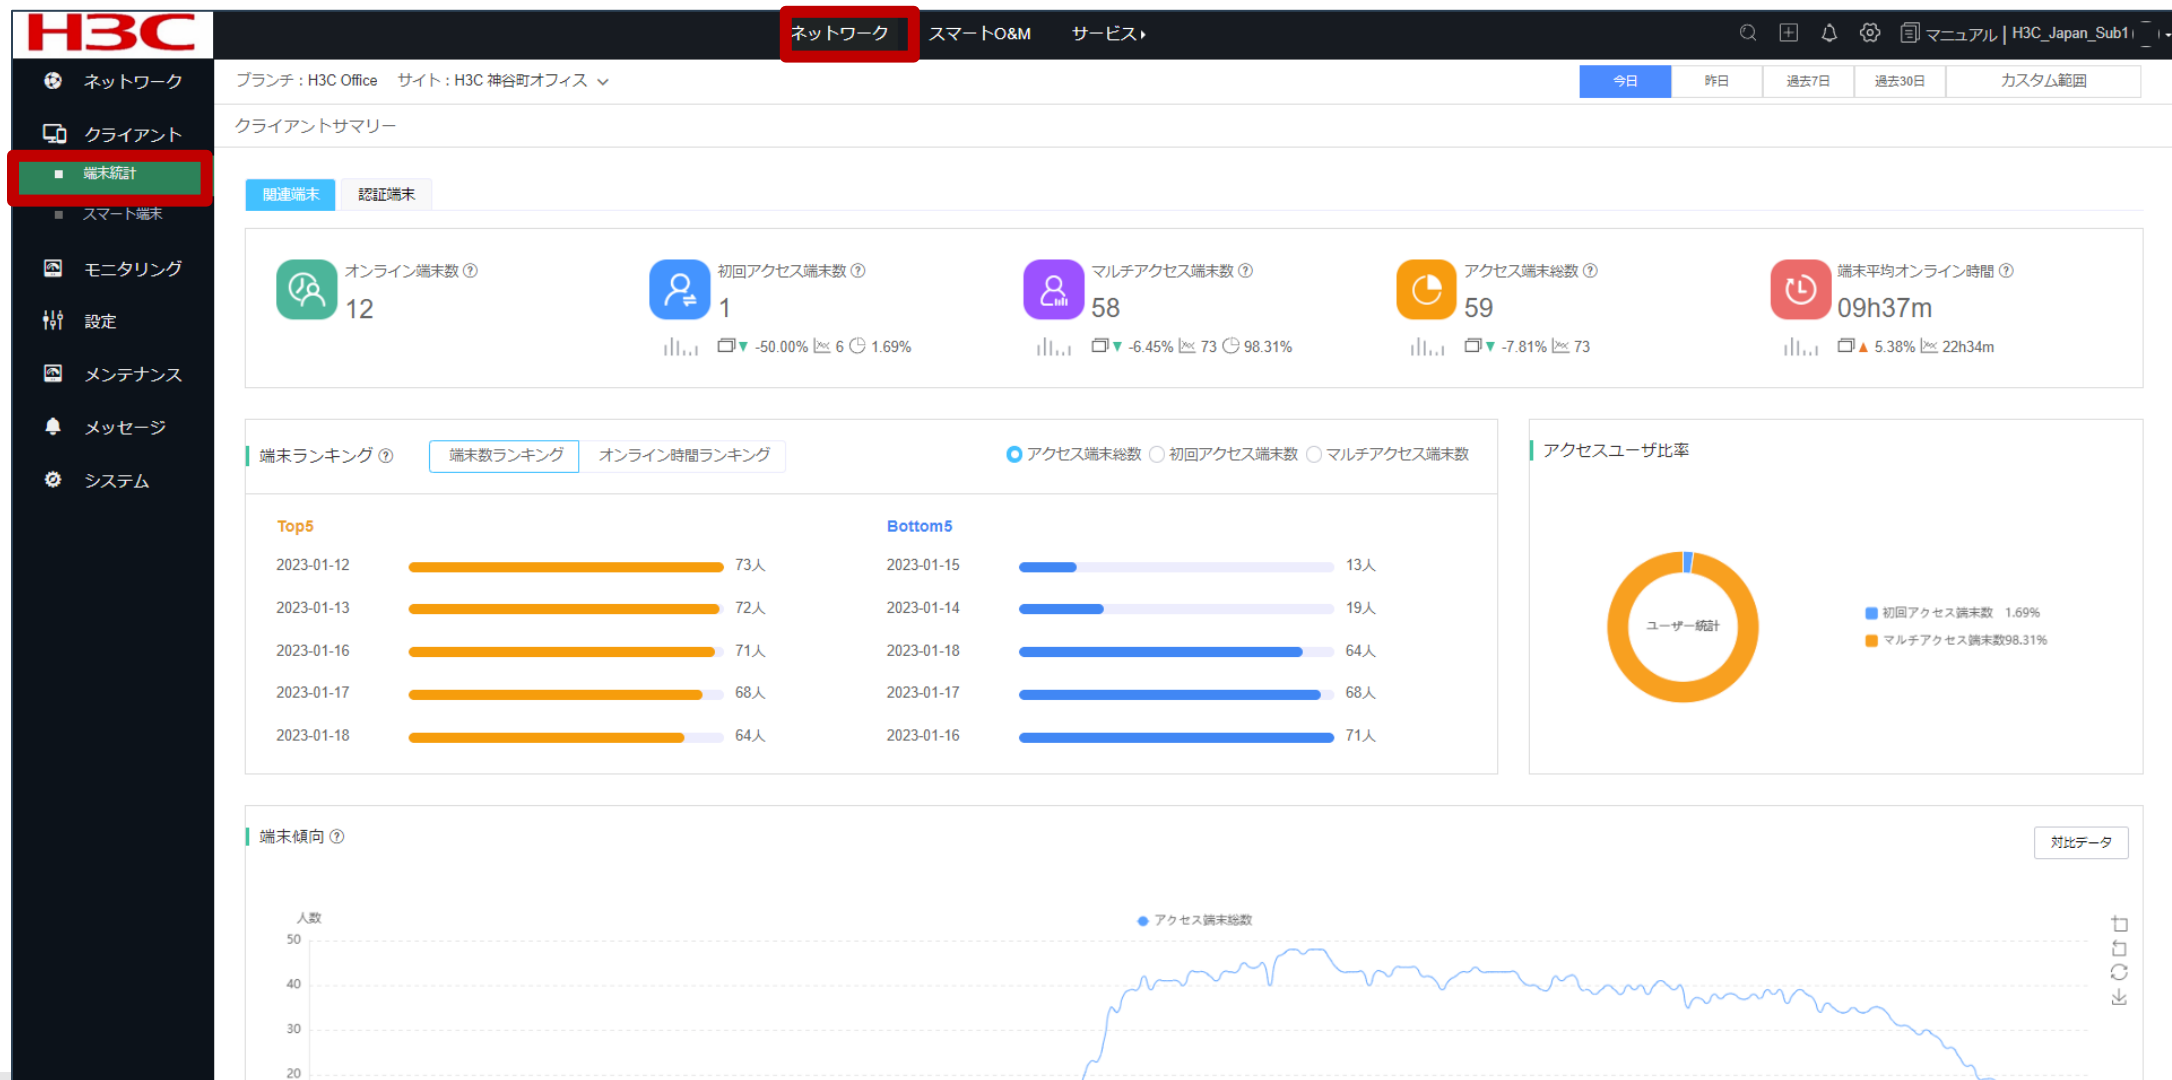 H3C
ネットワーク
スマートO&M
サービス
マニュアル | H3C_Japan_Sub1
ネットワーク
クライアント
端末統計
スマート端末
モニタリング
設定
メンテナンス
メッセージ
システム
ブランチ : H3C Office サイト : H3C 神谷町オフィス
今日 昨日 過去7日 過去30日 カスタム範囲
クライアントサマリー
関連端末 認証端末
オンライン端末数
12
初回アクセス端末数
1
-50.00% 6 1.69%
マルチアクセス端末数
58
-6.45% 73 98.31%
アクセス端末総数
59
-7.81% 73
端末平均オンライン時間
09h37m
5.38% 22h34m
端末ランキング 端末数ランキング オンライン時間ランキング
アクセス端末総数 初回アクセス端末数 マルチアクセス端末数
Top5
2023-01-12 73人
2023-01-13 72人
2023-01-16 71人
2023-01-17 68人
2023-01-18 64人
Bottom5
2023-01-15 13人
2023-01-14 19人
2023-01-18 64人
2023-01-17 68人
2023-01-16 71人
アクセスユーザ比率
ユーザー統計
初回アクセス端末数 1.69%
マルチアクセス端末数98.31%
端末傾向
対比データ
人数
アクセス端末総数
50
40
30
20